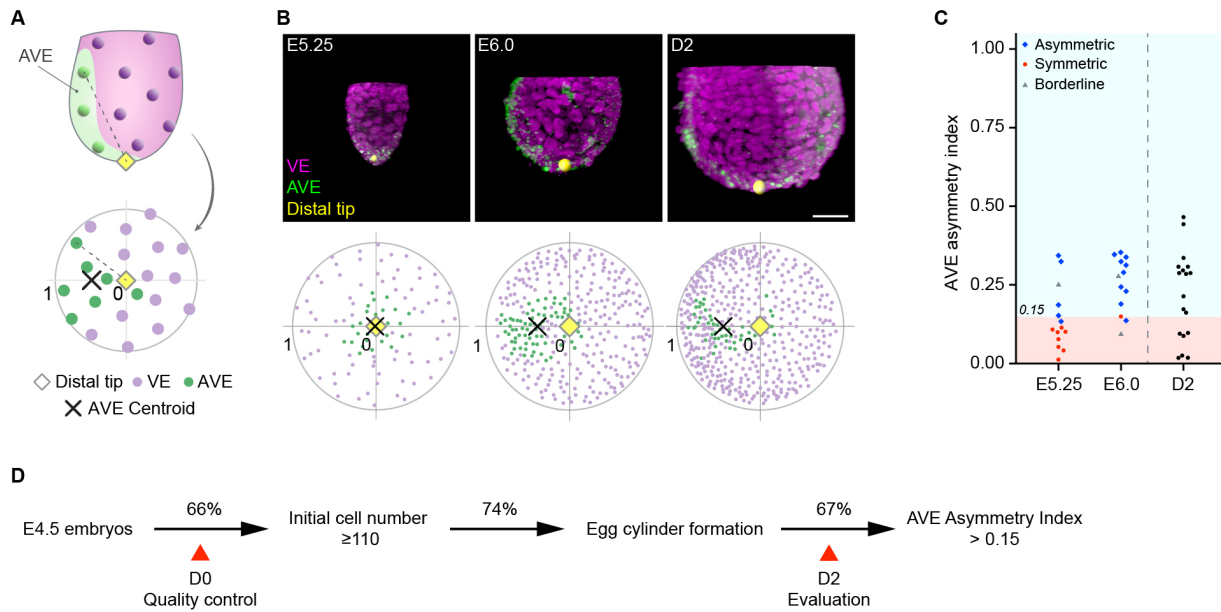 A
AVE
1
0
Distal tip
VE
AVE
AVE Centroid
B
E5.25
E6.0
D2
VE
AVE
Distal tip
1
0
1
0
1
0
C
AVE asymmetry index
1.00
0.75
0.50
0.25
0.00
Asymmetric
Symmetric
Borderline
0.15
E5.25
E6.0
D2
D
E4.5 embryos
66%
D0
Quality control
Initial cell number
≥110
74%
Egg cylinder formation
67%
D2
Evaluation
AVE Asymmetry Index
> 0.15